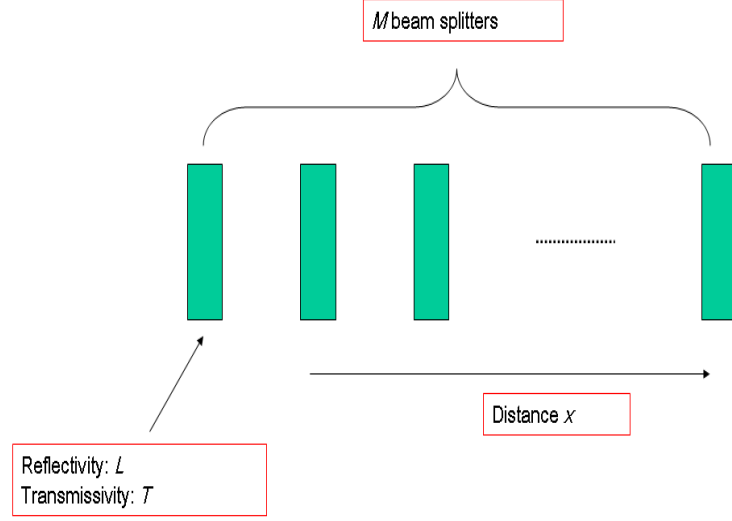 M beam splitters
Distance x
Reflectivity: L
Transmissivity: T